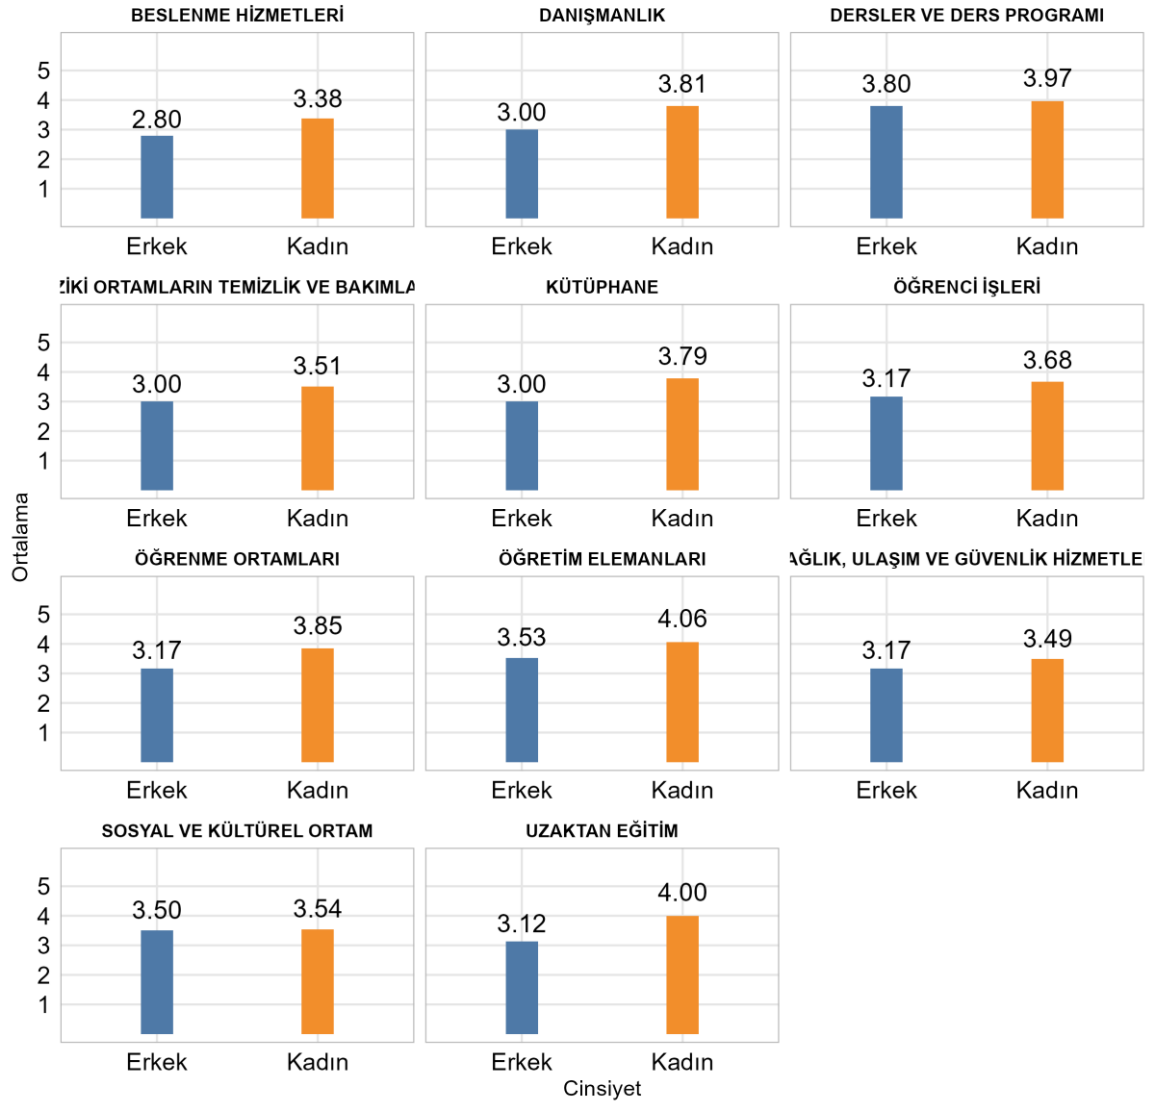 BESLENME HİZMETLERİ
DANIŞMANLIK
DERSLER VE DERS PROGRAMI
5
4
3
2
1
2.80
3.38
3.00
3.81
3.80
3.97
Erkek
Kadın
Erkek
Kadın
Erkek
Kadın
ZİKİ ORTAMLARIN TEMİZLİK VE BAKIMLA
KÜTÜPHANE
ÖĞRENCİ İŞLERİ
5
4
3
2
1
3.00
3.51
3.00
3.79
3.17
3.68
Erkek
Kadın
Erkek
Kadın
Erkek
Kadın
Ortalama
ÖĞRENME ORTAMLARI
ÖĞRETİM ELEMANLARI
AĞLIK, ULAŞIM VE GÜVENLİK HİZMETLE
5
4
3
2
1
3.17
3.85
3.53
4.06
3.17
3.49
Erkek
Kadın
Erkek
Kadın
Erkek
Kadın
SOSYAL VE KÜLTÜREL ORTAM
UZAKTAN EĞİTİM
5
4
3
2
1
3.50
3.54
3.12
4.00
Erkek
Kadın
Erkek
Kadın
Cinsiyet